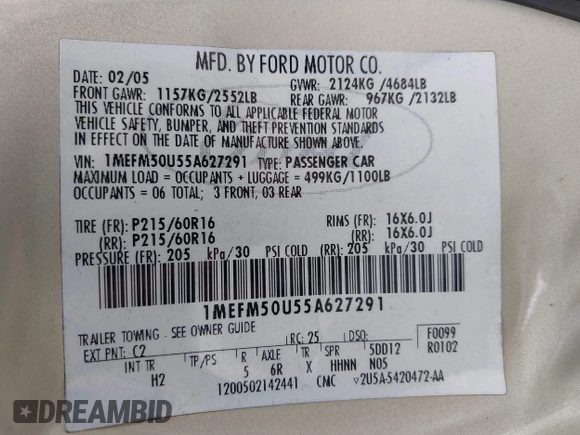 MFD. BY FORD MOTOR CO.
DATE: 02/05 GVWR: 2124KG /4684LB
FRONT GAWR: 1157KG/2552LB REAR GAWR: 967KG /2132LB
THIS VEHICLE CONFORMS TO ALL APPLICABLE FEDERAL MOTOR
VEHICLE SAFETY, BUMPER, AND THEFT PREVENTION STANDARDS
IN EFFECT ON THE DATE OF MANUFACTURE SHOWN ABOVE.
VIN: 1MEFM50U55A627291 TYPE: PASSENGER CAR
MAXIMUM LOAD = OCCUPANTS + LUGGAGE = 499KG/1100LB
OCCUPANTS = 06 TOTAL; 3 FRONT, 03 REAR
TIRE (FR): P215/60R16 RIMS (FR): 16X6.0J
(RR): P215/60R16 (RR): 16X6.0J
PRESSURE (FR): 205 kPa/30 PSI COLD (RR): 205 kPa/30 PSI COLD
1MEFM50U55A627291
TRAILER TOWING - SEE OWNER GUIDE
EXT PNT: C2 RC: 25 DSO: F0099
INT TR TP/PS R AXLE TR SPR 5DD12 R0102
H2 5 6R X HHNN N05
1200502142441 CMC ▽2U5A-5420472-AA
DREAMBID